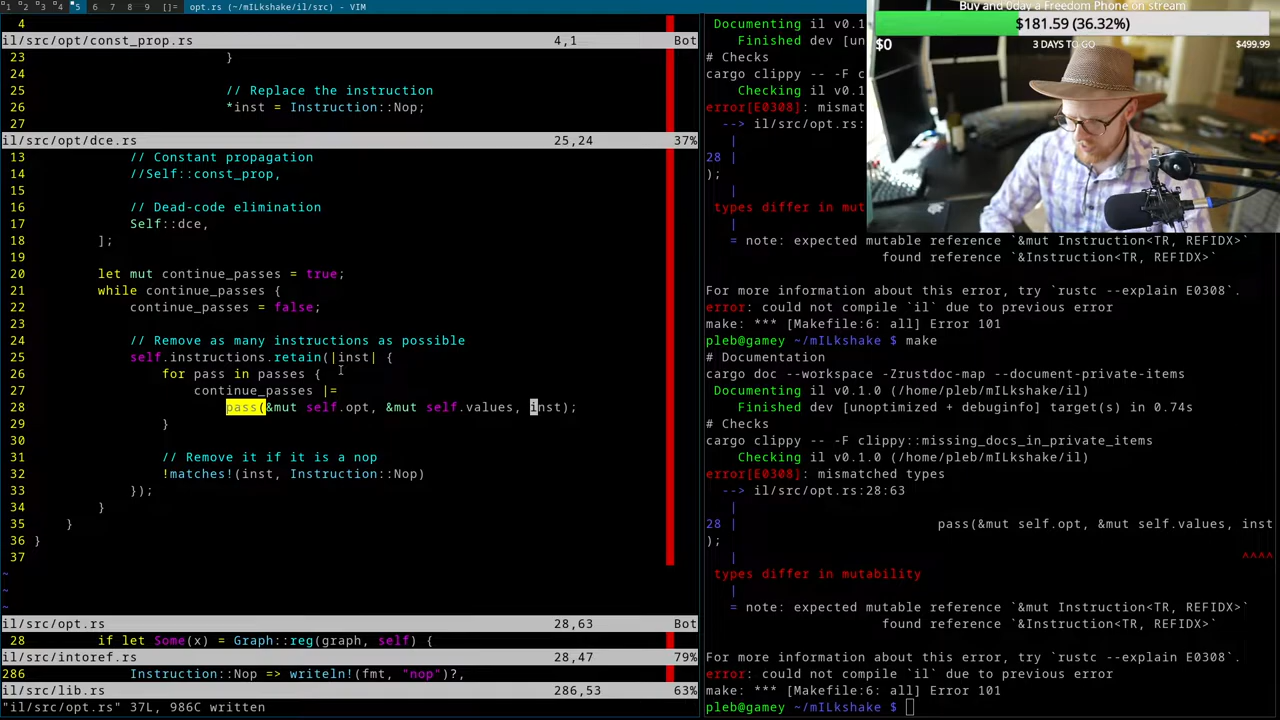 1 2 3 4 5 6 7 8 9 []= opt.rs (~/mILkshake/il/src) - VIM
4
il/src/opt/const_prop.rs 4,1 Bot
23 }
24
25 // Replace the instruction
26 *inst = Instruction::Nop;
27
il/src/opt/dce.rs 25,24 37%
13 // Constant propagation
14 //Self::const_prop,
15
16 // Dead-code elimination
17 Self::dce,
18 ];
19
20 let mut continue_passes = true;
21 while continue_passes {
22 continue_passes = false;
23
24 // Remove as many instructions as possible
25 self.instructions.retain(|inst| {
26 for pass in passes {
27 continue_passes |=
28 pass(&mut self.opt, &mut self.values, inst);
29 }
30
31 // Remove it if it is a nop
32 !matches!(inst, Instruction::Nop)
33 });
34 }
35 }
36 }
37
~
~
~
il/src/opt.rs 28,63 Bot
28 if let Some(x) = Graph::reg(graph, self) {
il/src/intoref.rs 28,47 79%
286 Instruction::Nop => writeln!(fmt, "nop")?,
il/src/lib.rs 286,53 63%
"il/src/opt.rs" 37L, 986C written
Documenting il v0.1.0
Finished dev [un
# Checks
cargo clippy -- -F c
Checking il v0.1
error[E0308]: mismat
--> il/src/opt.rs:
|
28 |
);
|
types differ in mut
|
= note: expected mutable reference `&mut Instruction<TR, REFIDX>`
found reference `&Instruction<TR, REFIDX>`
For more information about this error, try `rustc --explain E0308`.
error: could not compile `il` due to previous error
make: *** [Makefile:6: all] Error 101
pleb@gamey ~/mILkshake $ make
# Documentation
cargo doc --workspace -Zrustdoc-map --document-private-items
Documenting il v0.1.0 (/home/pleb/mILkshake/il)
Finished dev [unoptimized + debuginfo] target(s) in 0.74s
# Checks
cargo clippy -- -F clippy::missing_docs_in_private_items
Checking il v0.1.0 (/home/pleb/mILkshake/il)
error[E0308]: mismatched types
--> il/src/opt.rs:28:63
|
28 | pass(&mut self.opt, &mut self.values, inst
);
| ^^^^
types differ in mutability
|
= note: expected mutable reference `&mut Instruction<TR, REFIDX>`
found reference `&Instruction<TR, REFIDX>`
For more information about this error, try `rustc --explain E0308`.
error: could not compile `il` due to previous error
make: *** [Makefile:6: all] Error 101
pleb@gamey ~/mILkshake $
Buy and 0day a Freedom Phone on stream
$181.59 (36.32%)
$0 3 DAYS TO GO $499.99